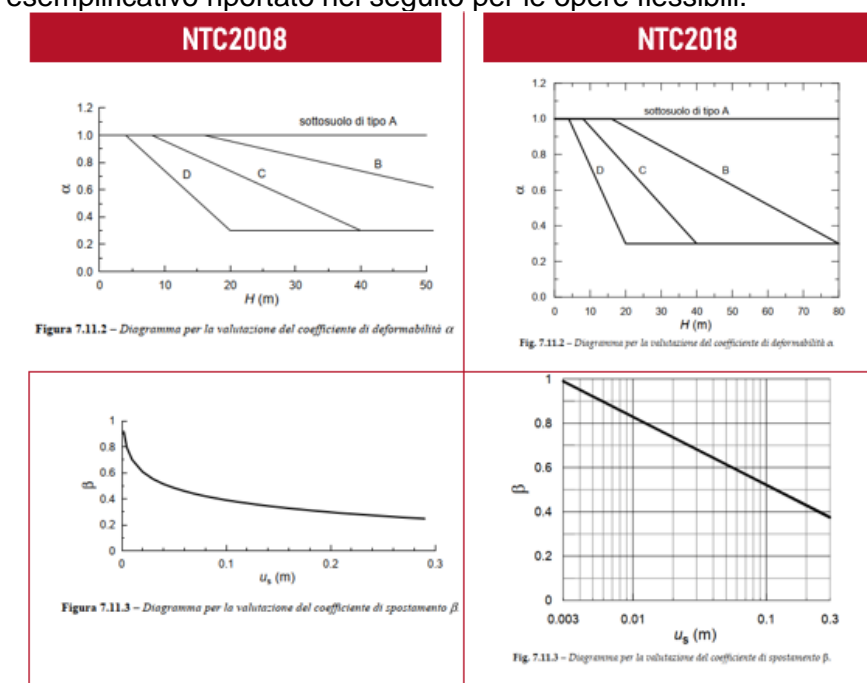 esemplificativo riportato nel seguito per le opere flessibili.
NTC2008
NTC2018
1.2
1.0
0.8
0.6
0.4
0.2
0.0
α
sottosuolo di tipo A
B
C
D
0 10 20 30 40 50
H (m)
Figura 7.11.2 – Diagramma per la valutazione del coefficiente di deformabilità α
1.2
1.0
0.8
0.6
0.4
0.2
0.0
α
sottosuolo di tipo A
D
C
B
0 10 20 30 40 50 60 70 80
H (m)
Fig. 7.11.2 – Diagramma per la valutazione del coefficiente di deformabilità α
1
0.8
0.6
0.4
0.2
0
β
0 0.1 0.2 0.3
us (m)
Figura 7.11.3 – Diagramma per la valutazione del coefficiente di spostamento β.
1
0.8
0.6
0.4
0.2
0
β
0.003 0.01 0.1 0.3
us (m)
Fig. 7.11.3 – Diagramma per la valutazione del coefficiente di spostamento β.